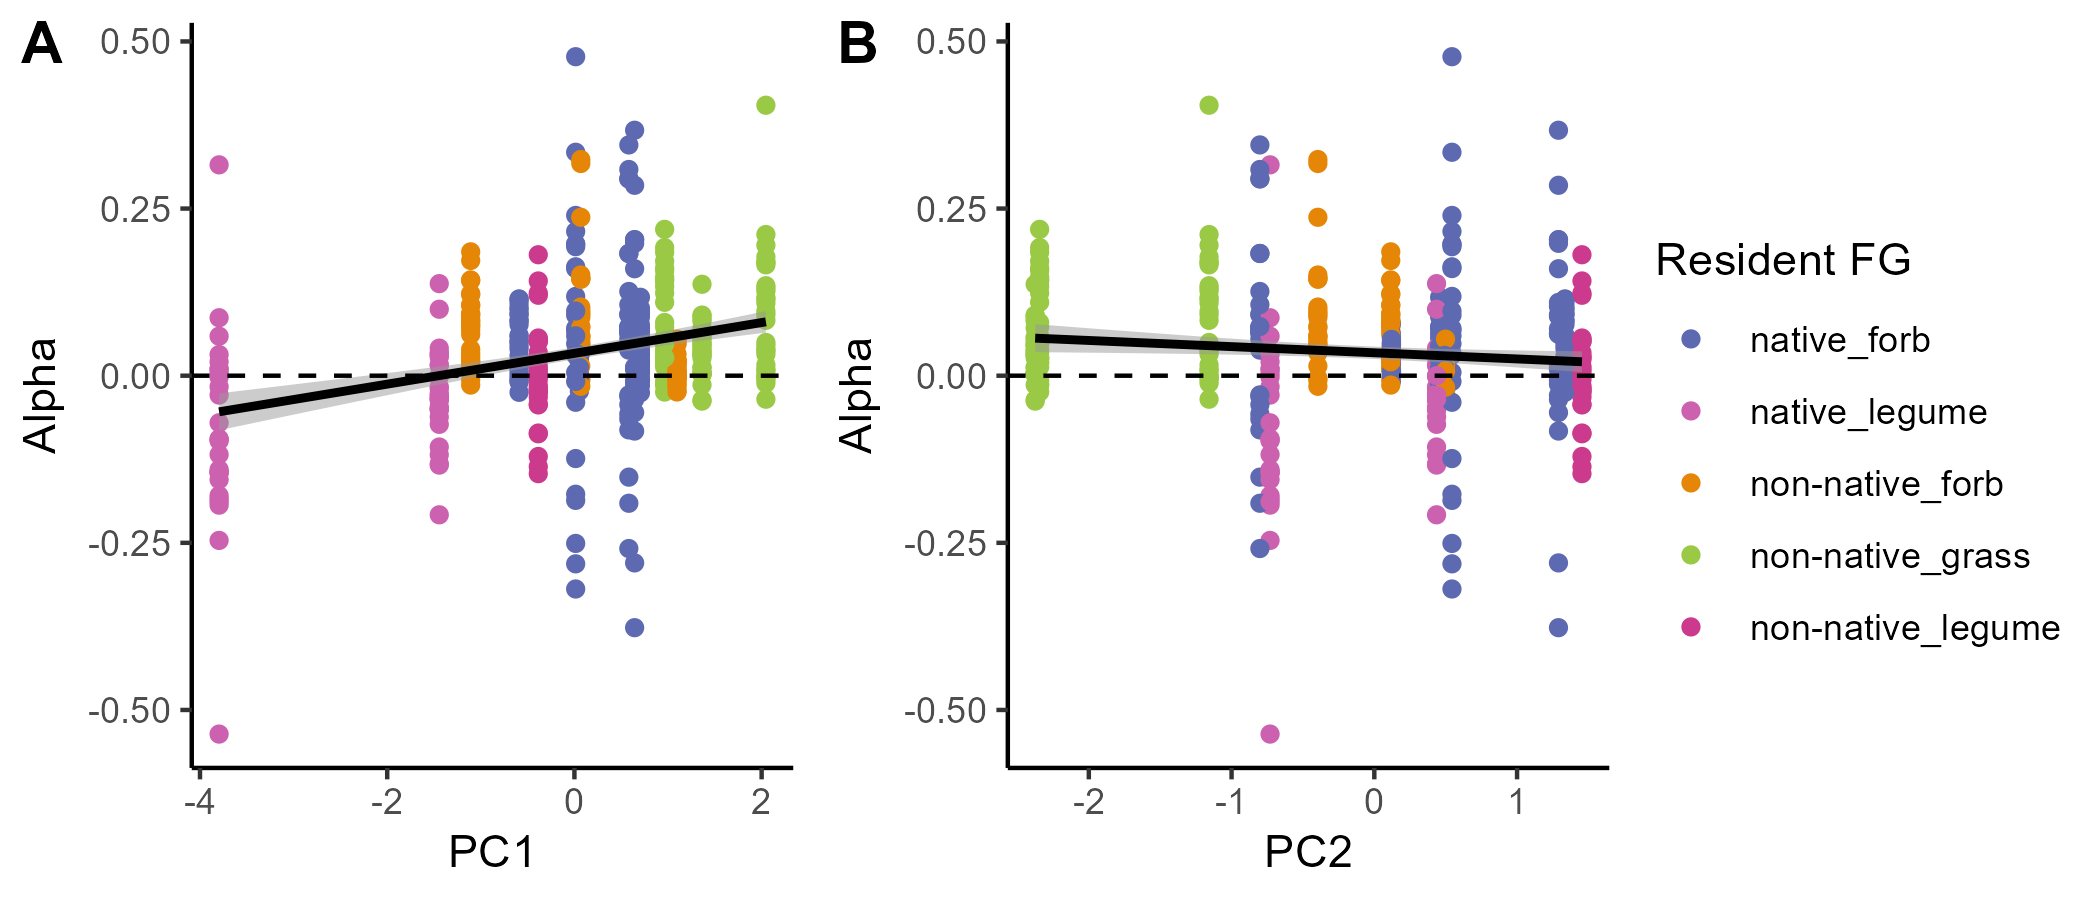 A
0.50
0.25
0.00
-0.25
-0.50
Alpha
-4
-2
0
2
PC1
B
0.50
0.25
0.00
-0.25
-0.50
Alpha
-2
-1
0
1
PC2
Resident FG
native_forb
native_legume
non-native_forb
non-native_grass
non-native_legume